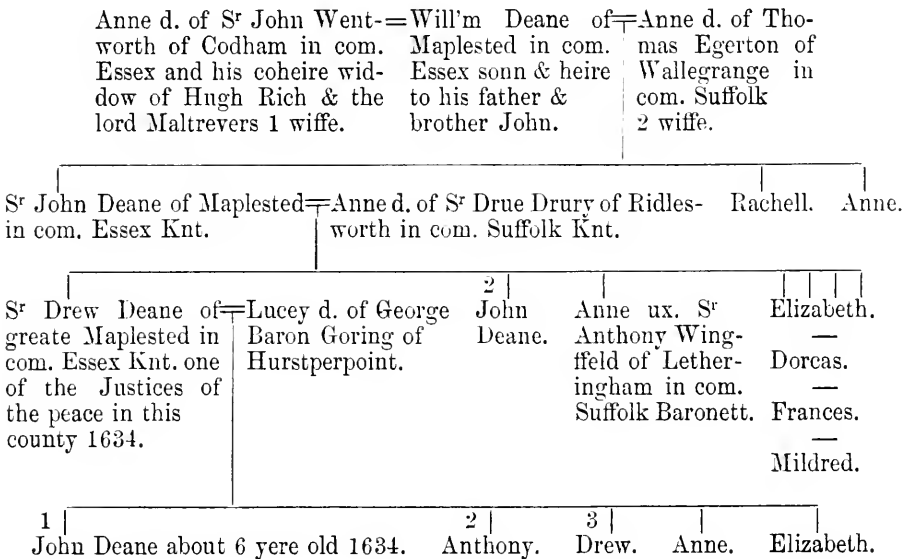 Anne d. of Sʳ John Went-
worth of Codham in com.
Essex and his coheire wid-
dow of Hugh Rich & the
lord Maltrevers 1 wiffe.
Will'm Deane of
Maplested in com.
Essex sonn & heire
to his father &
brother John.
Anne d. of Tho-
mas Egerton of
Wallegrange in
com. Suffolk
2 wiffe.
Sʳ John Deane of Maplested
in com. Essex Knt.
Anne d. of Sʳ Drue Drury of Ridles-
worth in com. Suffolk Knt.
Rachell.
Anne.
Sʳ Drew Deane of
greate Maplested in
com. Essex Knt. one
of the Justices of
the peace in this
county 1634.
Lucey d. of George
Baron Goring of
Hurstperpoint.
2
John
Deane.
Anne ux. Sʳ
Anthony Wing-
ffeld of Lether-
ingham in com.
Suffolk Baronett.
Elizabeth.
—
Dorcas.
—
Frances.
—
Mildred.
1
John Deane about 6 yere old 1634.
2
Anthony.
3
Drew.
Anne.
Elizabeth.